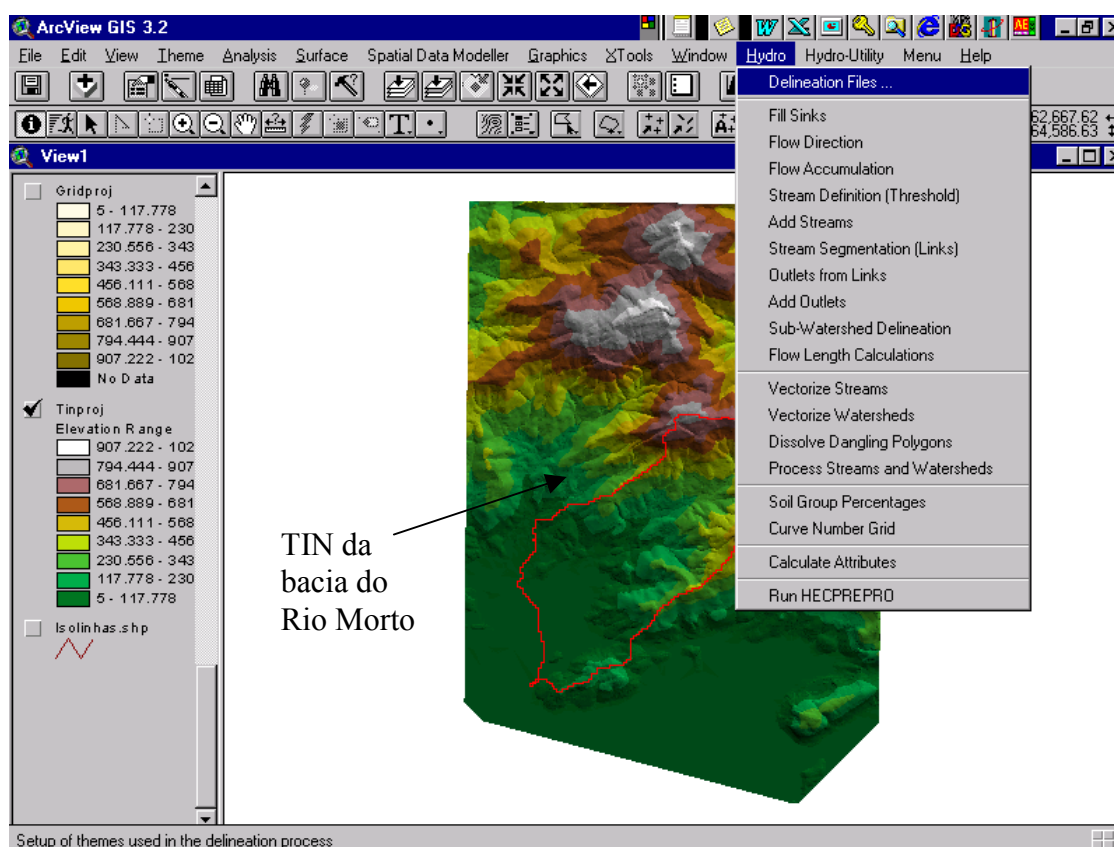 ArcView GIS 3.2
File Edit View Theme Analysis Surface Spatial Data Modeller Graphics XTools Window Hydro Hydro-Utility Menu Help
Delineation Files ...
Fill Sinks
Flow Direction
Flow Accumulation
Stream Definition (Threshold)
Add Streams
Stream Segmentation (Links)
Outlets from Links
Add Outlets
Sub-Watershed Delineation
Flow Length Calculations
Vectorize Streams
Vectorize Watersheds
Dissolve Dangling Polygons
Process Streams and Watersheds
Soil Group Percentages
Curve Number Grid
Calculate Attributes
Run HECPREPRO
62,667.62
64,586.63
View1
Gridproj
5 - 117.778
117.778 - 230
230.556 - 343
343.333 - 456
456.111 - 568
568.889 - 681
681.667 - 794
794.444 - 907
907.222 - 102
No Data
Tinproj
Elevation Range
907.222 - 102
794.444 - 907
681.667 - 794
568.889 - 681
456.111 - 568
343.333 - 456
230.556 - 343
117.778 - 230
5 - 117.778
Isolinhas.shp
TIN da
bacia do
Rio Morto
Setup of themes used in the delineation process